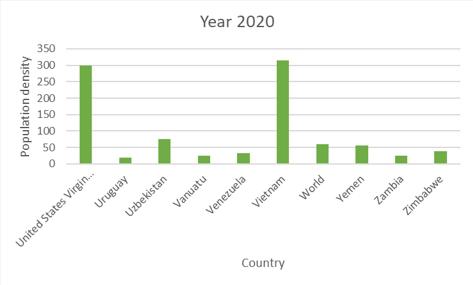 Year 2020
Population density
350
300
250
200
150
100
50
0
United States Virgin...
Uruguay
Uzbekistan
Vanuatu
Venezuela
Vietnam
World
Yemen
Zambia
Zimbabwe
Country